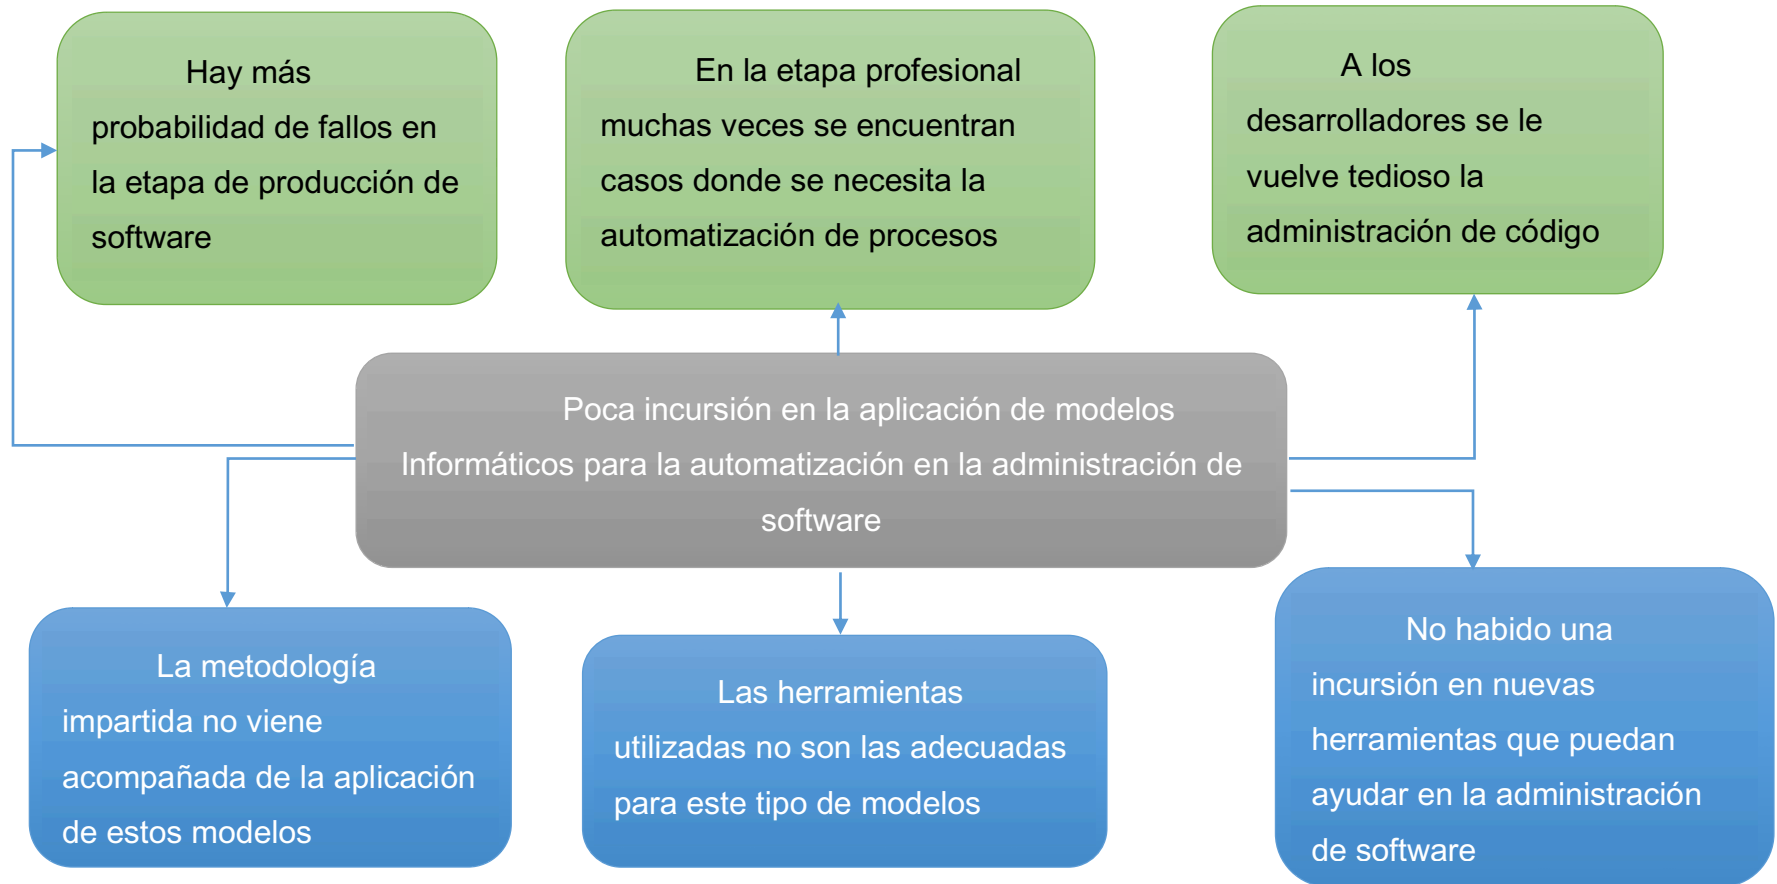 Hay más
probabilidad de fallos en
la etapa de producción de
software
En la etapa profesional
muchas veces se encuentran
casos donde se necesita la
automatización de procesos
A los
desarrolladores se le
vuelve tedioso la
administración de código
Poca incursión en la aplicación de modelos
Informáticos para la automatización en la administración de
software
La metodología
impartida no viene
acompañada de la aplicación
de estos modelos
Las herramientas
utilizadas no son las adecuadas
para este tipo de modelos
No habido una
incursión en nuevas
herramientas que puedan
ayudar en la administración
de software